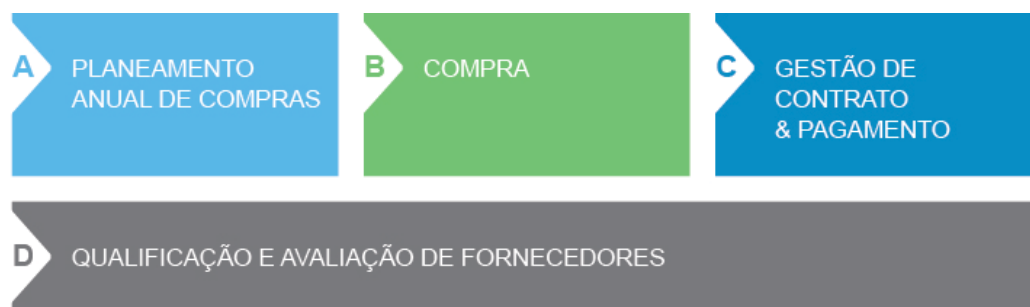 A
PLANEAMENTO
ANUAL DE COMPRAS
B
COMPRA
C
GESTÃO DE
CONTRATO
& PAGAMENTO
D
QUALIFICAÇÃO E AVALIAÇÃO DE FORNECEDORES